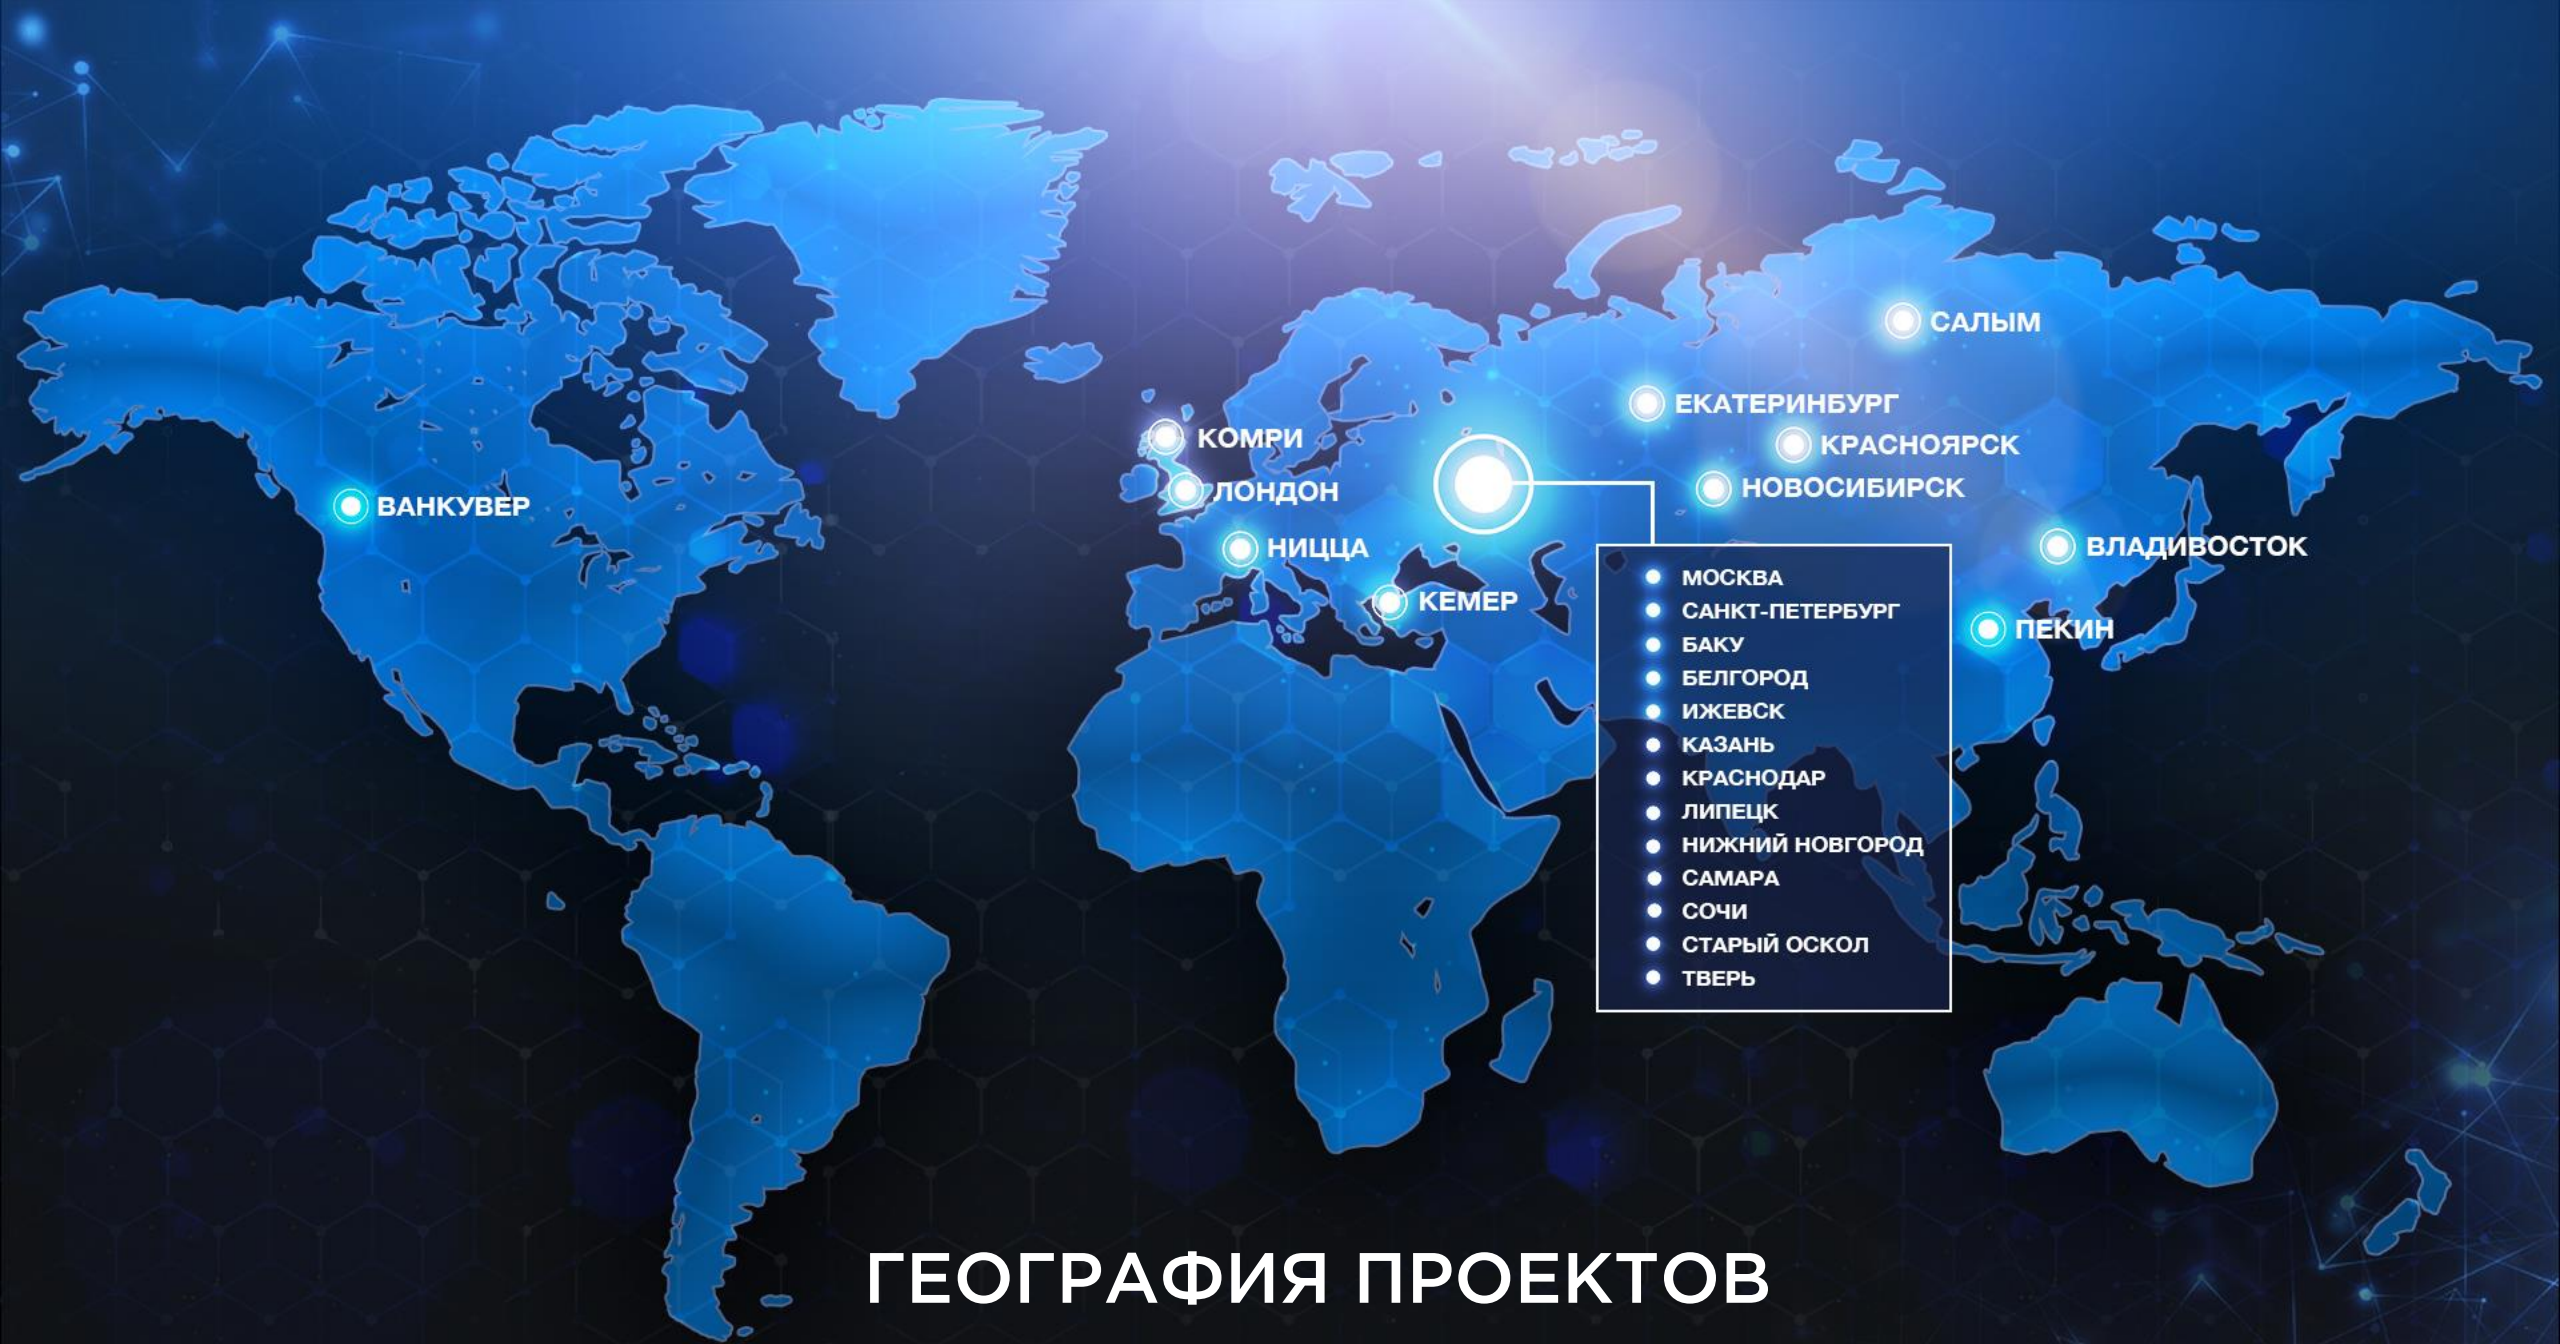 САЛЫМ
ЕКАТЕРИНБУРГ
КОМРИ
КРАСНОЯРСК
ЛОНДОН
НОВОСИБИРСК
ВАНКУВЕР
НИЦЦА
ВЛАДИВОСТОК
КЕМЕР
ПЕКИН
МОСКВА
САНКТ-ПЕТЕРБУРГ
БАКУ
БЕЛГОРОД
ИЖЕВСК
КАЗАНЬ
КРАСНОДАР
ЛИПЕЦК
НИЖНИЙ НОВГОРОД
САМАРА
СОЧИ
СТАРЫЙ ОСКОЛ
ТВЕРЬ
ГЕОГРАФИЯ ПРОЕКТОВ